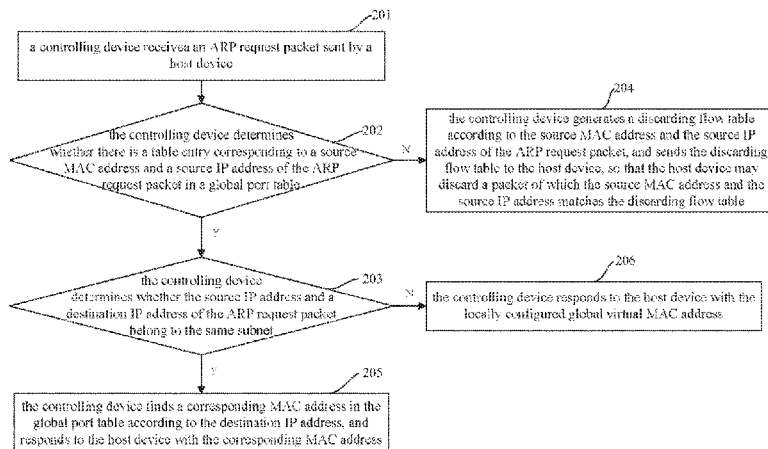 201
a controlling device receives an ARP request packet sent by a
host device
202
the controlling device determines
whether there is a table entry corresponding to a source
MAC address and a source IP address of the ARP
request packet in a global port table
N
204
the controlling device generates a discarding flow table
according to the source MAC address and the source IP
address of the ARP request packet, and sends the discarding
flow table to the host device, so that the host device may
discard a packet of which the source MAC address and the
source IP address matches the discarding flow table
Y
203
the controlling device
determines whether the source IP address and a
destination IP address of the ARP request packet
belong to the same subnet
N
206
the controlling device responds to the host device with the
locally configured global virtual MAC address
Y
205
the controlling device finds a corresponding MAC address in the
global port table according to the destination IP address, and
responds to the host device with the corresponding MAC address